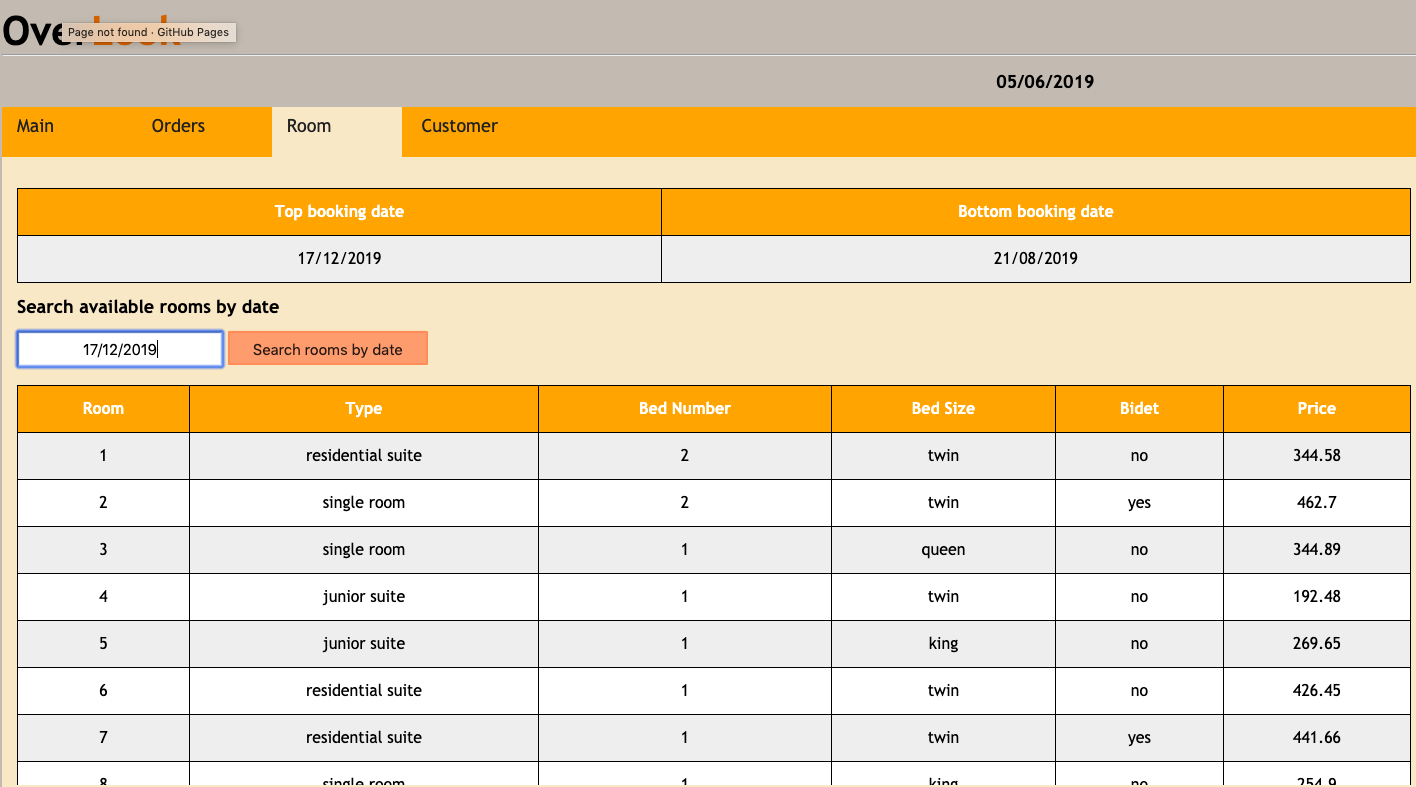 Over Look
Page not found · GitHub Pages
05/06/2019
Main Orders Room Customer
Top booking date Bottom booking date
17/12/2019 21/08/2019
Search available rooms by date
17/12/2019 Search rooms by date
Room Type Bed Number Bed Size Bidet Price
1 residential suite 2 twin no 344.58
2 single room 2 twin yes 462.7
3 single room 1 queen no 344.89
4 junior suite 1 twin no 192.48
5 junior suite 1 king no 269.65
6 residential suite 1 twin no 426.45
7 residential suite 1 twin yes 441.66
8 single room 1 king no 254.9